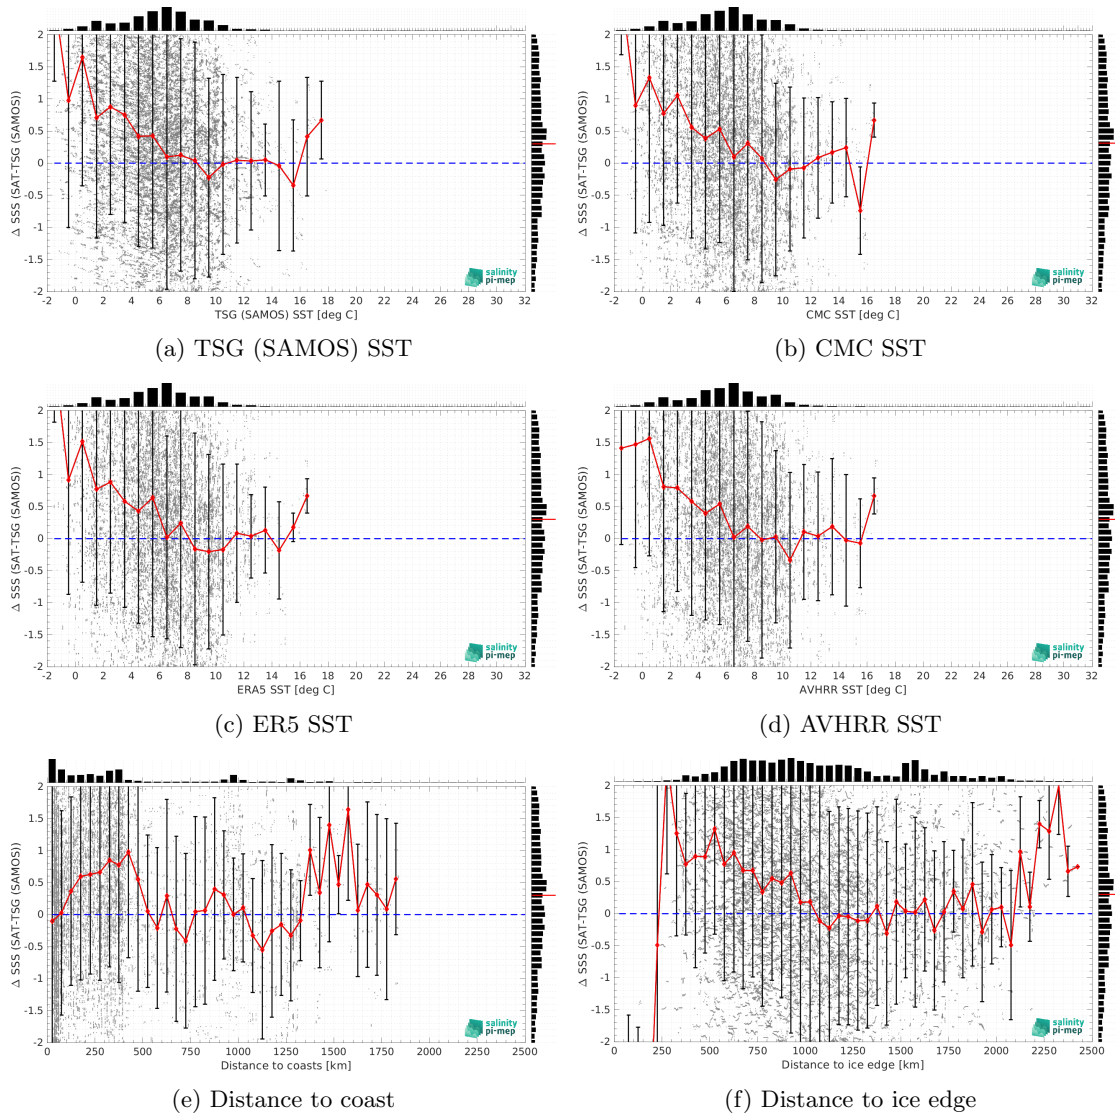 2
1.5
1
0.5
0
-0.5
-1
-1.5
-2
Δ SSS (SAT-TSG (SAMOS))
-2 0 2 4 6 8 10 12 14 16 18 20 22 24 26 28 30 32
TSG (SAMOS) SST [deg C]
salinity
pi-mep
(a) TSG (SAMOS) SST
2
1.5
1
0.5
0
-0.5
-1
-1.5
-2
Δ SSS (SAT-TSG (SAMOS))
-2 0 2 4 6 8 10 12 14 16 18 20 22 24 26 28 30 32
CMC SST [deg C]
salinity
pi-mep
(b) CMC SST
2
1.5
1
0.5
0
-0.5
-1
-1.5
-2
Δ SSS (SAT-TSG (SAMOS))
-2 0 2 4 6 8 10 12 14 16 18 20 22 24 26 28 30 32
ERA5 SST [deg C]
salinity
pi-mep
(c) ER5 SST
2
1.5
1
0.5
0
-0.5
-1
-1.5
-2
Δ SSS (SAT-TSG (SAMOS))
-2 0 2 4 6 8 10 12 14 16 18 20 22 24 26 28 30 32
AVHRR SST [deg C]
salinity
pi-mep
(d) AVHRR SST
2
1.5
1
0.5
0
-0.5
-1
-1.5
-2
Δ SSS (SAT-TSG (SAMOS))
0 250 500 750 1000 1250 1500 1750 2000 2250 2500
Distance to coasts [km]
salinity
pi-mep
(e) Distance to coast
2
1.5
1
0.5
0
-0.5
-1
-1.5
-2
Δ SSS (SAT-TSG (SAMOS))
0 250 500 750 1000 1250 1500 1750 2000 2250 2500
Distance to ice edge [km]
salinity
pi-mep
(f) Distance to ice edge